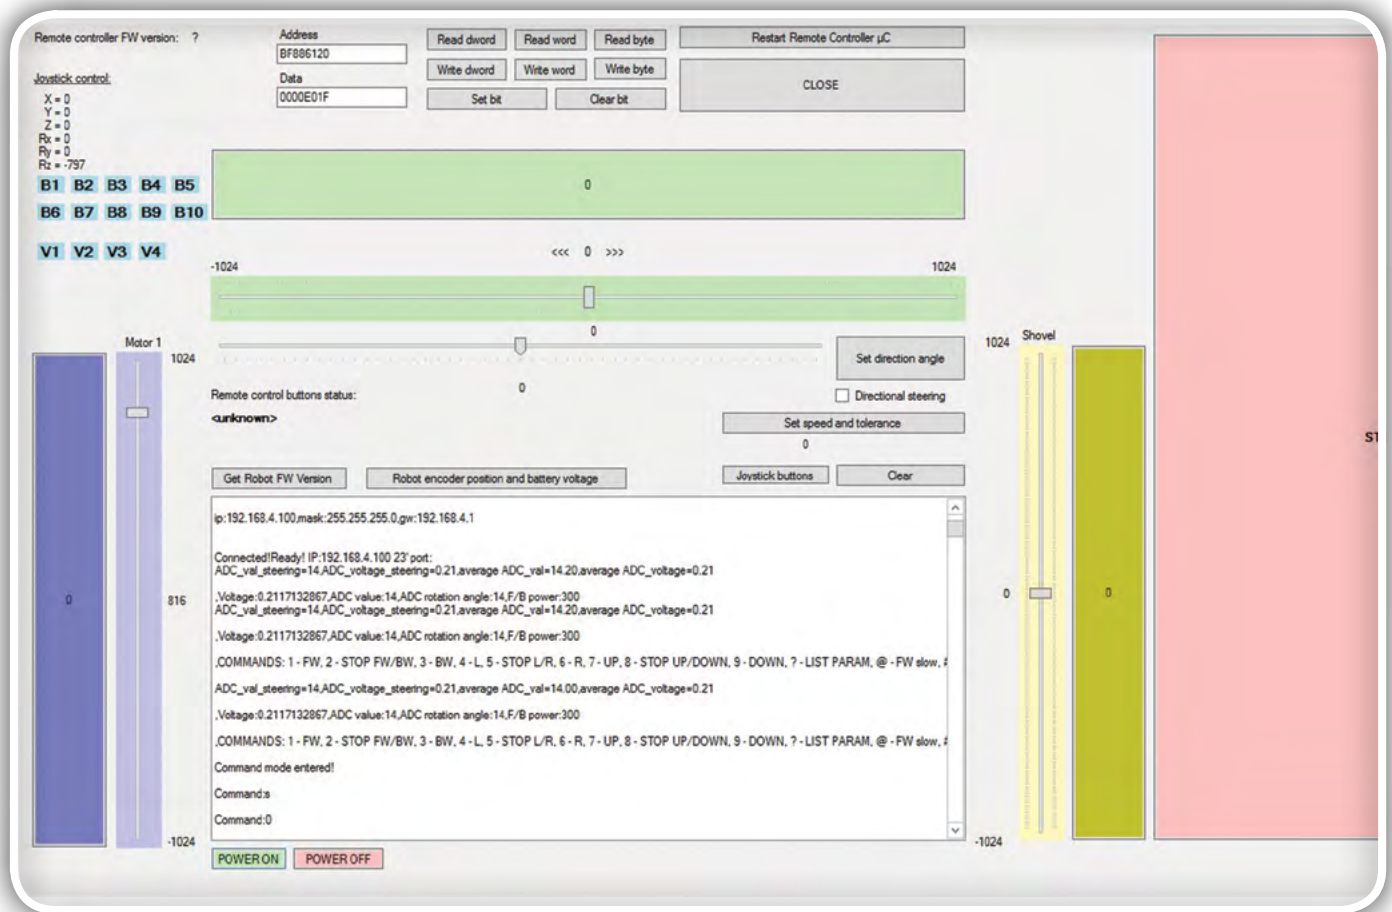 Remote controller FW version: ?
Address
BF886120
Data
0000E01F
Read dword Read word Read byte
Write dword Write word Write byte
Set bit Clear bit
Restart Remote Controller µC
CLOSE
Joystick control:
X = 0
Y = 0
Z = 0
Rx = 0
Ry = 0
Rz = -797
B1 B2 B3 B4 B5
B6 B7 B8 B9 B10
V1 V2 V3 V4
0
<<< 0 >>>
-1024 1024
0
Set direction angle
0
Directional steering
Remote control buttons status:
<unknown>
Set speed and tolerance
0
Get Robot FW Version Robot encoder position and battery voltage Joystick buttons Clear
Motor 1
1024
0
816
-1024
ip:192.168.4.100,mask:255.255.255.0,gw:192.168.4.1
Connected!Ready! IP:192.168.4.100 23' port:
ADC_val_steering=14,ADC_voltage_steering=0.21,average ADC_val=14.20,average ADC_voltage=0.21
,Voltage:0.2117132867,ADC value:14,ADC rotation angle:14,F/B power:300
ADC_val_steering=14,ADC_voltage_steering=0.21,average ADC_val=14.20,average ADC_voltage=0.21
,Voltage:0.2117132867,ADC value:14,ADC rotation angle:14,F/B power:300
,COMMANDS: 1 - FW, 2 - STOP FW/BW, 3 - BW, 4 - L, 5 - STOP L/R, 6 - R, 7 - UP, 8 - STOP UP/DOWN, 9 - DOWN, ? - LIST PARAM, @ - FW slow,
ADC_val_steering=14,ADC_voltage_steering=0.21,average ADC_val=14.00,average ADC_voltage=0.21
,Voltage:0.2117132867,ADC value:14,ADC rotation angle:14,F/B power:300
,COMMANDS: 1 - FW, 2 - STOP FW/BW, 3 - BW, 4 - L, 5 - STOP L/R, 6 - R, 7 - UP, 8 - STOP UP/DOWN, 9 - DOWN, ? - LIST PARAM, @ - FW slow,
Command mode entered!
Command:s
Command:0
POWER ON POWER OFF
Shovel
1024
0
0
-1024